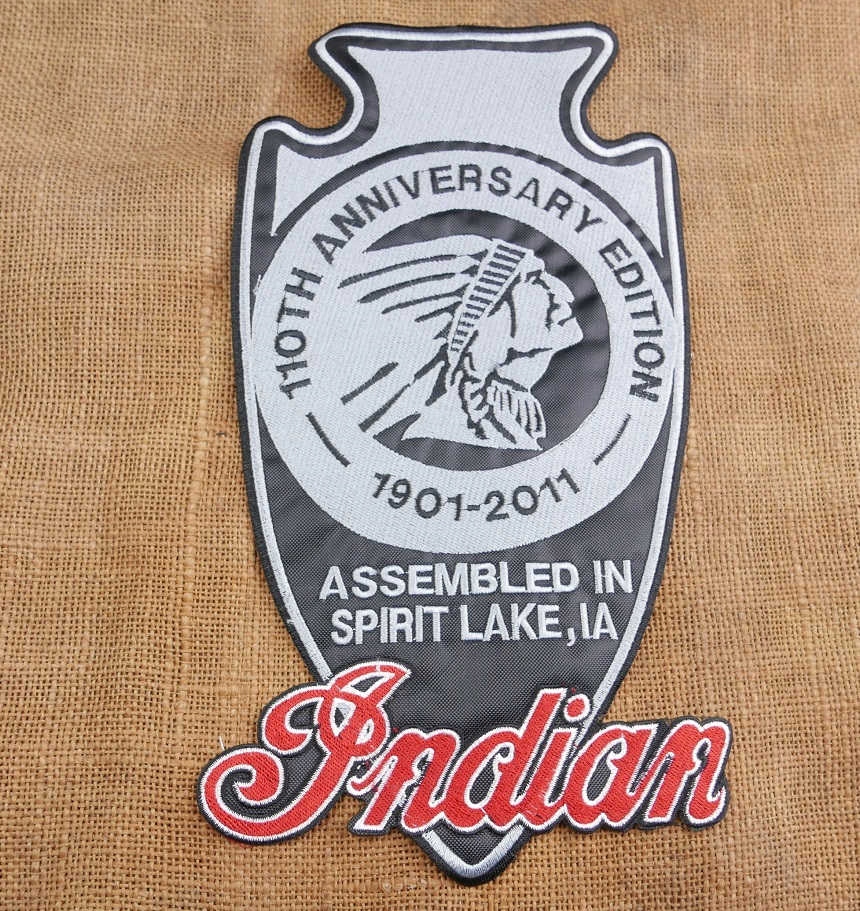 110TH ANNIVERSARY EDITION
1901-2011
ASSEMBLED IN
SPIRIT LAKE, IA
Indian